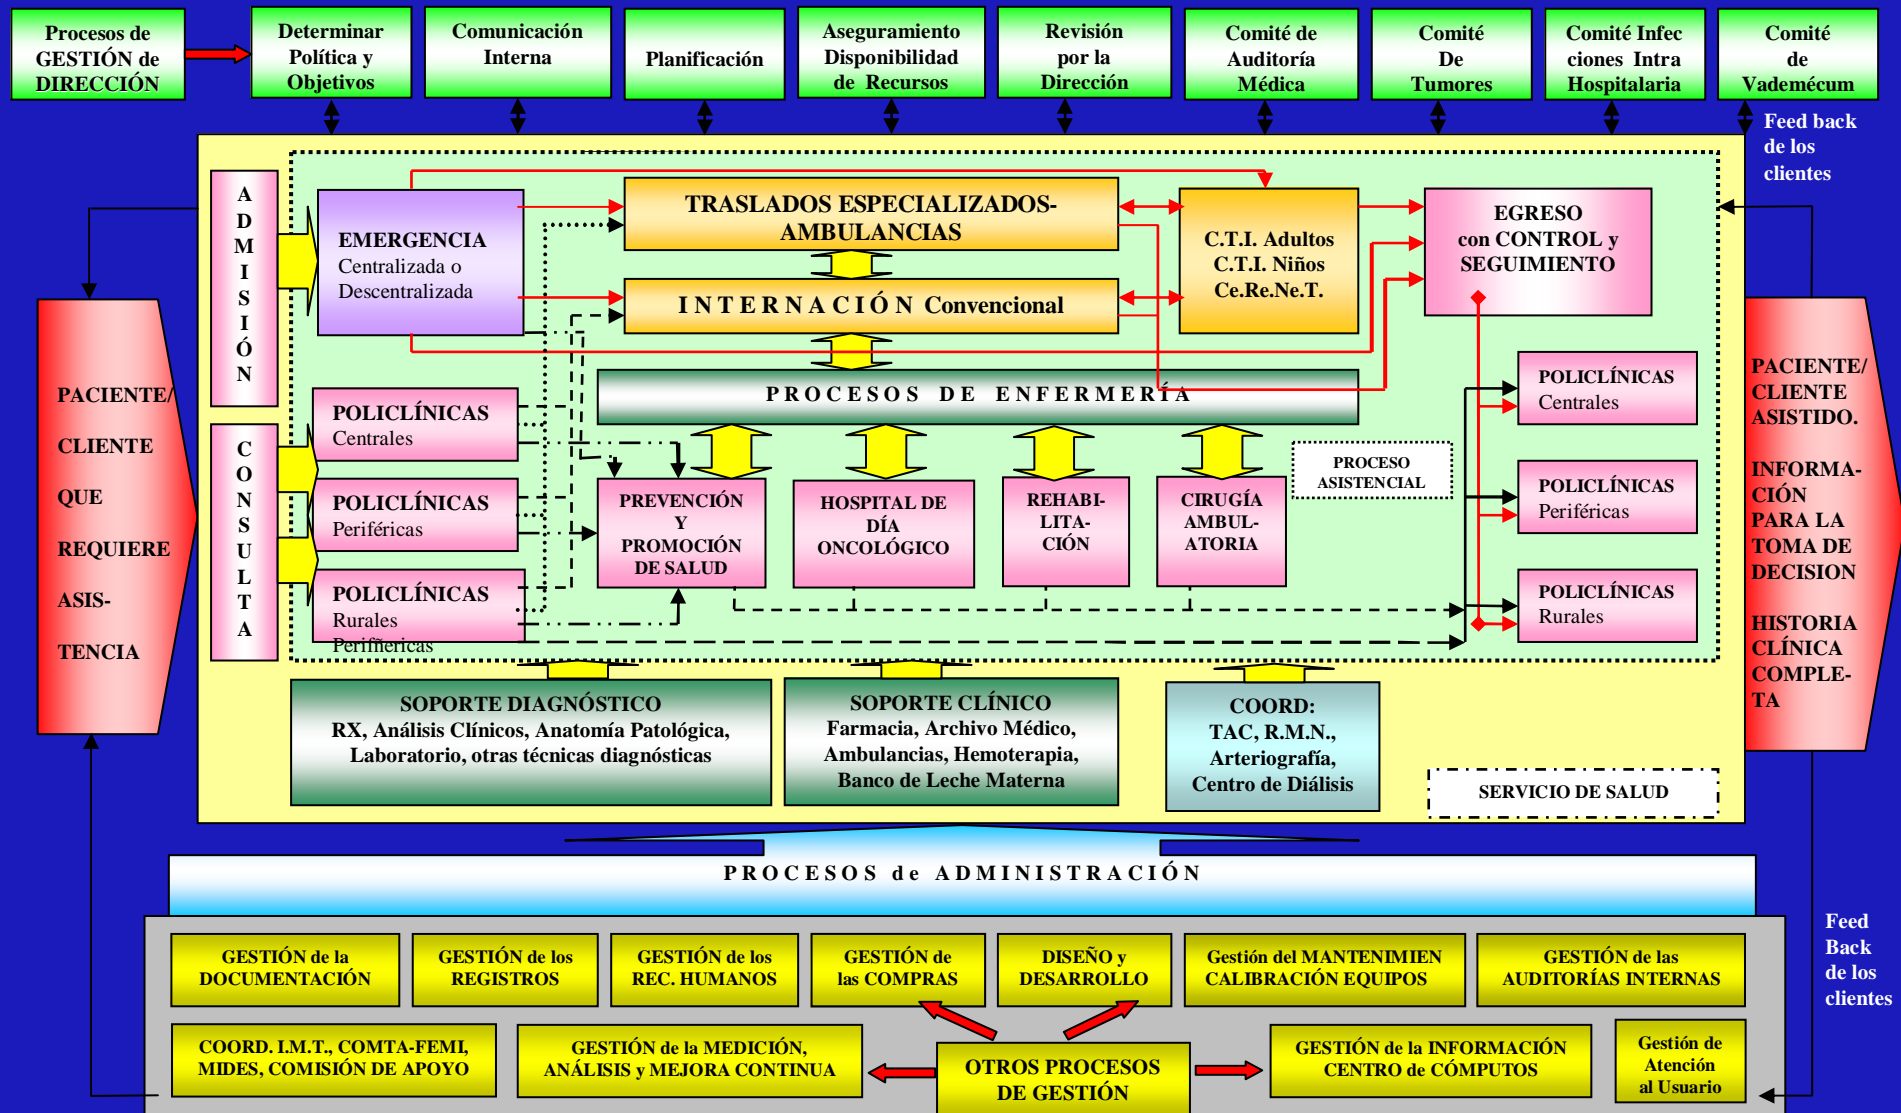 Procesos de
GESTIÓN de
DIRECCIÓN
Determinar
Política y
Objetivos
Comunicación
Interna
Planificación
Aseguramiento
Disponibilidad
de Recursos
Revisión
por la
Dirección
Comité de
Auditoría
Médica
Comité
De
Tumores
Comité Infec
ciones Intra
Hospitalaria
Comité
de
Vademécum
Feed back
de los
clientes
A
D
M
I
S
I
Ó
N
EMERGENCIA
Centralizada o
Descentralizada
TRASLADOS ESPECIALIZADOS-
AMBULANCIAS
I N T E R N A C I Ó N Convencional
C.T.I. Adultos
C.T.I. Niños
Ce.Re.Ne.T.
EGRESO
con CONTROL y
SEGUIMIENTO
PACIENTE/
CLIENTE
QUE
REQUIERE
ASIS-
TENCIA
C
O
N
S
U
L
T
A
POLICLÍNICAS
Centrales
POLICLÍNICAS
Periféricas
POLICLÍNICAS
Rurales
Perifñericas
P R O C E S O S D E E N F E R M E R Í A
PREVENCIÓN
Y
PROMOCIÓN
DE SALUD
HOSPITAL DE
DÍA
ONCOLÓGICO
REHABI-
LITA-
CIÓN
CIRUGÍA
AMBUL-
ATORIA
PROCESO
ASISTENCIAL
POLICLÍNICAS
Centrales
POLICLÍNICAS
Periféricas
POLICLÍNICAS
Rurales
PACIENTE/
CLIENTE
ASISTIDO.
INFORMA-
CIÓN
PARA LA
TOMA DE
DECISION
HISTORIA
CLÍNICA
COMPLE-
TA
SOPORTE DIAGNÓSTICO
RX, Análisis Clínicos, Anatomía Patológica,
Laboratorio, otras técnicas diagnósticas
SOPORTE CLÍNICO
Farmacia, Archivo Médico,
Ambulancias, Hemoterapia,
Banco de Leche Materna
COORD:
TAC, R.M.N.,
Arteriografía,
Centro de Diálisis
SERVICIO DE SALUD
P R O C E S O S de A D M I N I S T R A C I Ó N
GESTIÓN de la
DOCUMENTACIÓN
GESTIÓN de los
REGISTROS
GESTIÓN de los
REC. HUMANOS
GESTIÓN de
las COMPRAS
DISEÑO y
DESARROLLO
Gestión del MANTENIMIEN
CALIBRACIÓN EQUIPOS
GESTIÓN de las
AUDITORÍAS INTERNAS
Feed
Back
de los
clientes
COORD. I.M.T., COMTA-FEMI,
MIDES, COMISIÓN DE APOYO
GESTIÓN de la MEDICIÓN,
ANÁLISIS y MEJORA CONTINUA
OTROS PROCESOS
DE GESTIÓN
GESTIÓN de la INFORMACIÓN
CENTRO de CÓMPUTOS
Gestión de
Atención
al Usuario